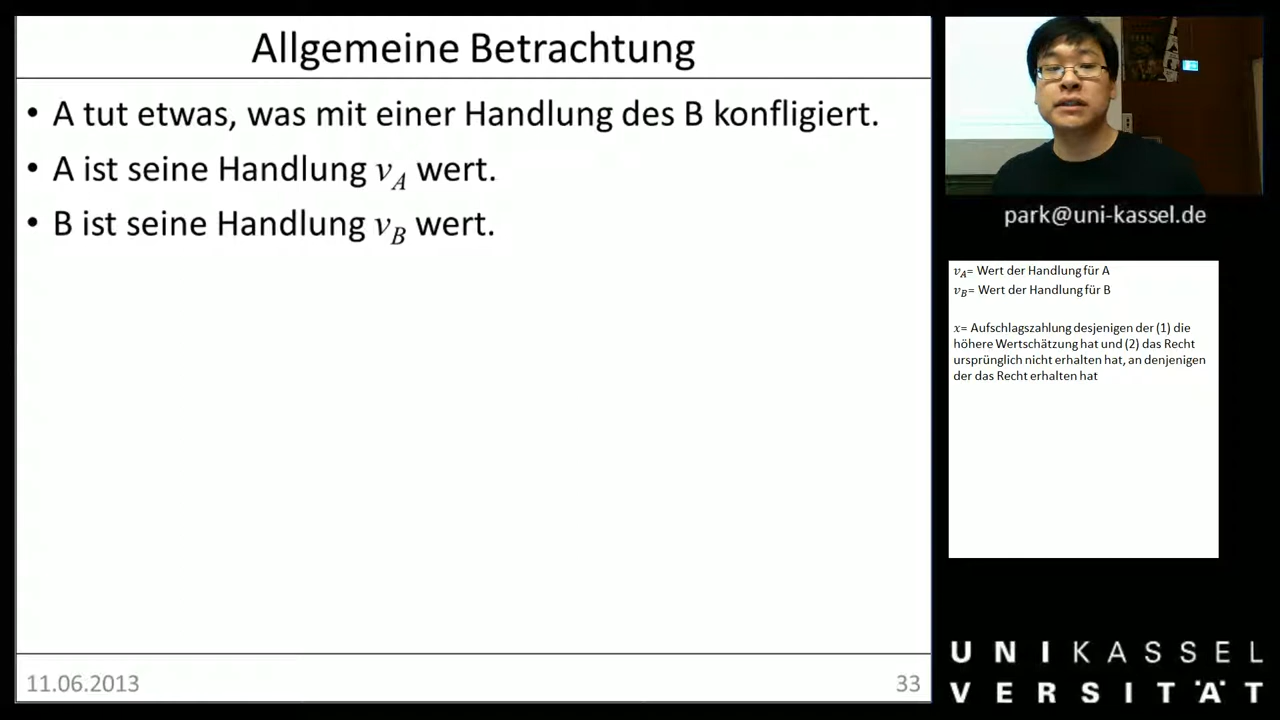 Allgemeine Betrachtung
• A tut etwas, was mit einer Handlung des B konfligiert.
• A ist seine Handlung v_A wert.
• B ist seine Handlung v_B wert.
11.06.2013
33
park@uni-kassel.de
v_A= Wert der Handlung für A
v_B= Wert der Handlung für B
x= Aufschlagszahlung desjenigen der (1) die
höhere Wertschätzung hat und (2) das Recht
ursprünglich nicht erhalten hat, an denjenigen
der das Recht erhalten hat
UNIKASSEL
VERSITÄT